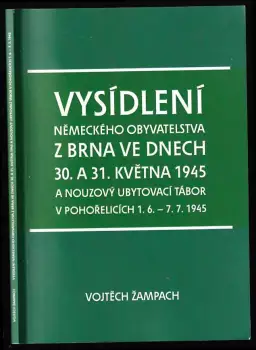 VYSÍDLENÍ
NĚMECKÉHO OBYVATELSTVA
Z BRNA VE DNECH
30. A 31. KVĚTNA 1945
A NOUZOVÝ UBYTOVACÍ TÁBOR
V POHOŘELICÍCH 1. 6. – 7. 7. 1945
VOJTĚCH ŽAMPACH